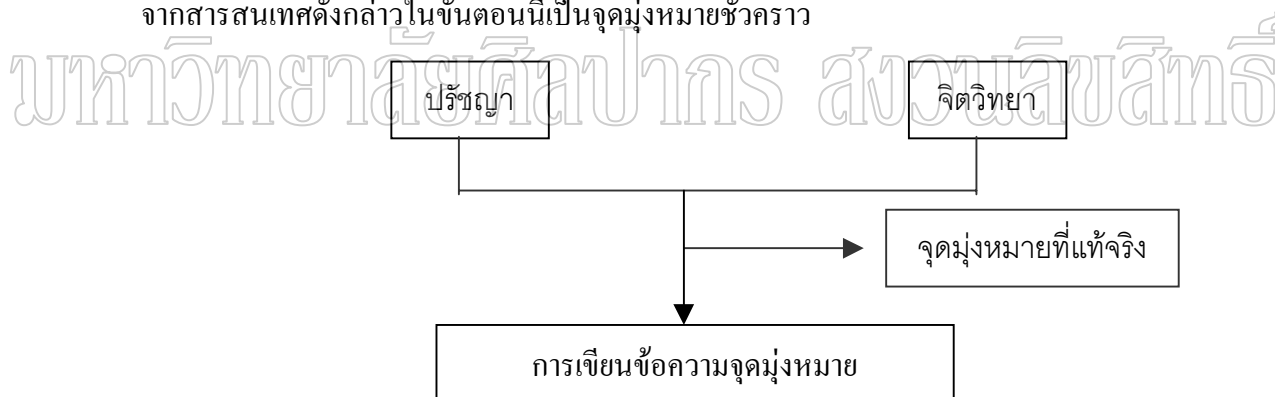 จากสารสนเทศดังกล่าวในขั้นตอนนี้เป็นจุดมุ่งหมายชั่วคราว
มหาวิทยาลัยศิลปากร สงวนลิขสิทธิ์
ปรัชญา
จิตวิทยา
จุดมุ่งหมายที่แท้จริง
การเขียนข้อความจุดมุ่งหมาย